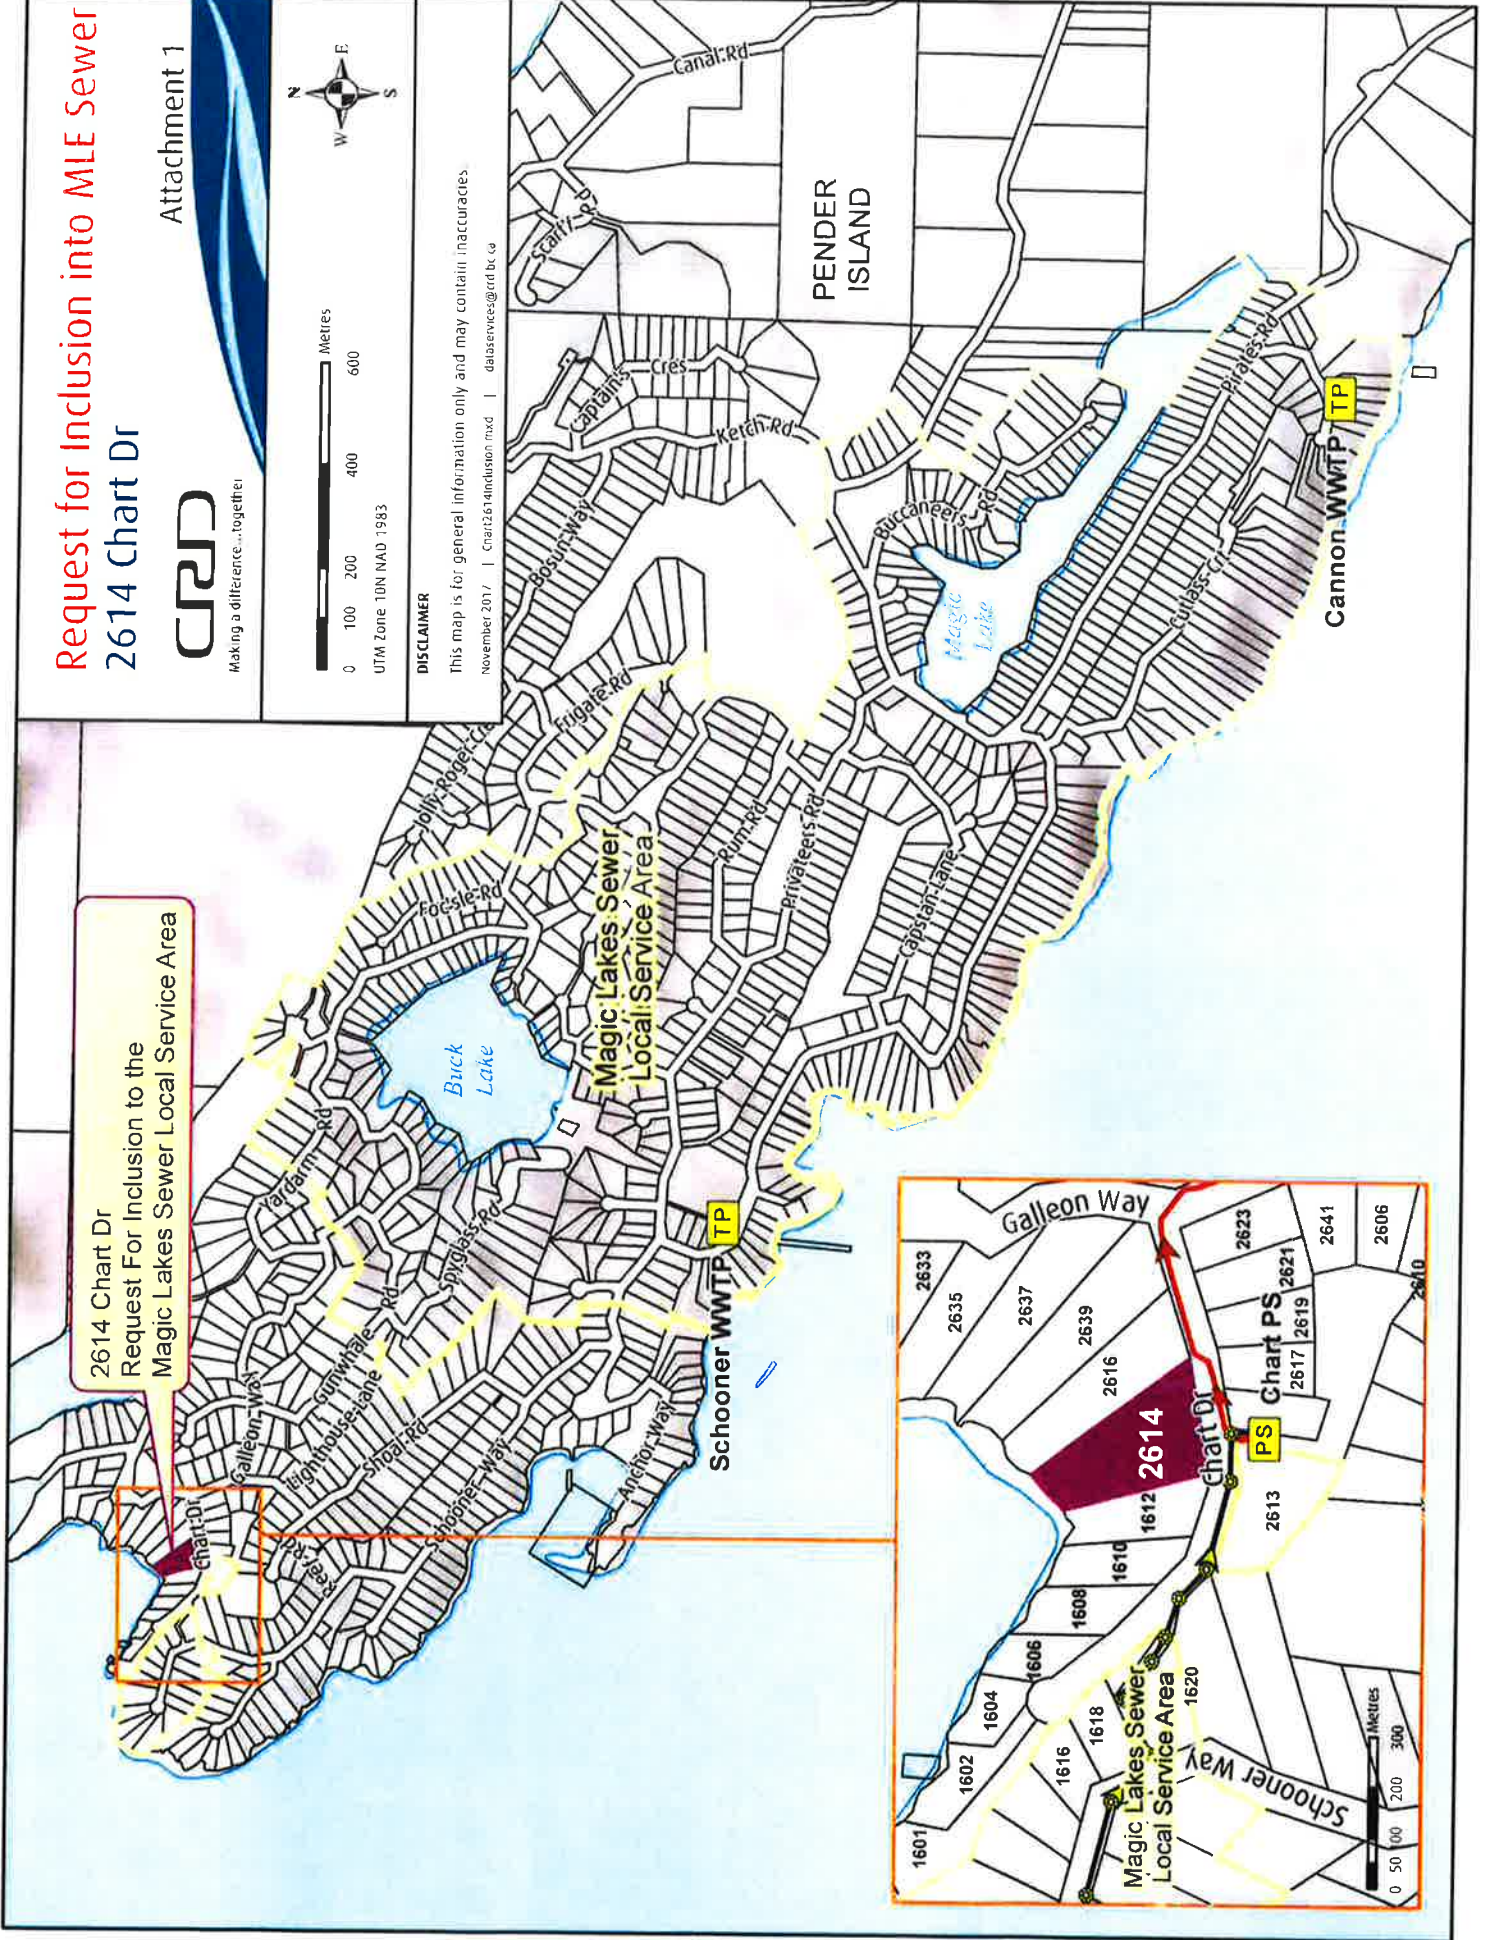 Request for Inclusion into MLE Sewer
2614 Chart Dr
Attachment 1
CRD
Making a difference...together
N
W
E
S
Metres
0 100 200 400 600
UTM Zone 10N NAD 1983
DISCLAIMER
This map is for general information only and may contain inaccuracies.
November 2017 | Chart2614Inclusion.mxd | dataservices@crd.bc.ca
2614 Chart Dr
Request For Inclusion to the
Magic Lakes Sewer Local Service Area
Canal Rd
Scarff Rd
PENDER
ISLAND
Captains Cres
Ketch Rd
Bosun Way
Jolly Roger Cre
Frigate Rd
Buccaneers Rd
Pirates Rd
Magic
Lake
Cutlass Crt
TP
Cannon WWTP
Focsle Rd
Buck
Lake
Magic Lakes Sewer
Local Service Area
Rum Rd
Privateers Rd
Capstan Lane
Yardarm Rd
Spyglass Rd
Gunwhale Rd
Galleon Way
Lighthouse Lane
Shoal Rd
Schooner Way
Reef Rd
Chart Dr
Anchor Way
TP
Schooner WWTP
Galleon Way
2633
2635
2637
2639
2616
2614
Chart Dr
1612
1610
1608
1606
1604
1602
1601
1616
1618
1620
2613
PS
Chart PS
2617
2619
2621
2623
2641
2606
2610
Magic Lakes Sewer
Local Service Area
Schooner Way
Metres
0 50 100 200 300